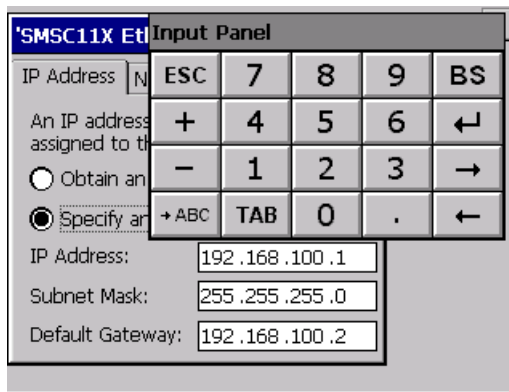 'SMSC11X Et
Input Panel
IP Address
N
ESC 7 8 9 BS
+ 4 5 6 ↵
− 1 2 3 →
→ABC TAB 0 . ←
An IP address
assigned to th
Obtain an
Specify an
IP Address: 192 .168 .100 .1
Subnet Mask: 255 .255 .255 .0
Default Gateway: 192 .168 .100 .2